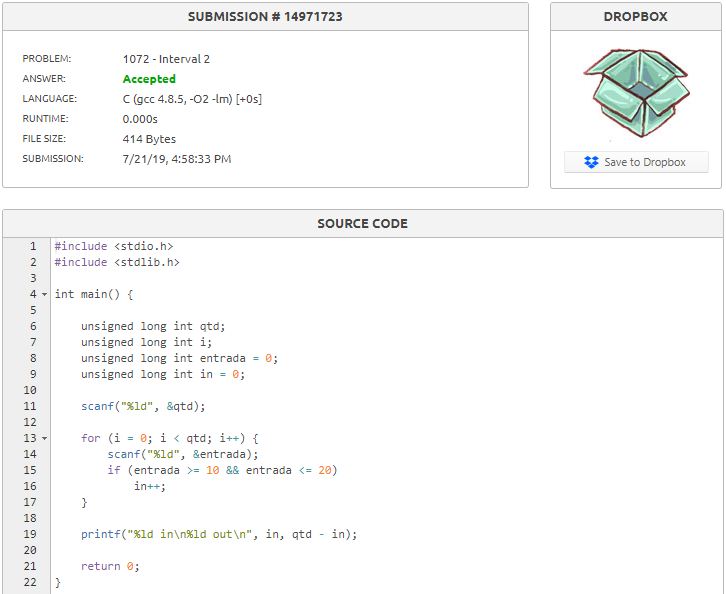 SUBMISSION # 14971723
PROBLEM: 1072 - Interval 2
ANSWER: Accepted
LANGUAGE: C (gcc 4.8.5, -O2 -lm) [+0s]
RUNTIME: 0.000s
FILE SIZE: 414 Bytes
SUBMISSION: 7/21/19, 4:58:33 PM
DROPBOX
Save to Dropbox
SOURCE CODE
1 #include <stdio.h>
2 #include <stdlib.h>
3
4 int main() {
5
6     unsigned long int qtd;
7     unsigned long int i;
8     unsigned long int entrada = 0;
9     unsigned long int in = 0;
10
11     scanf("%ld", &qtd);
12
13     for (i = 0; i < qtd; i++) {
14         scanf("%ld", &entrada);
15         if (entrada >= 10 && entrada <= 20)
16             in++;
17     }
18
19     printf("%ld in\n%ld out\n", in, qtd - in);
20
21     return 0;
22 }